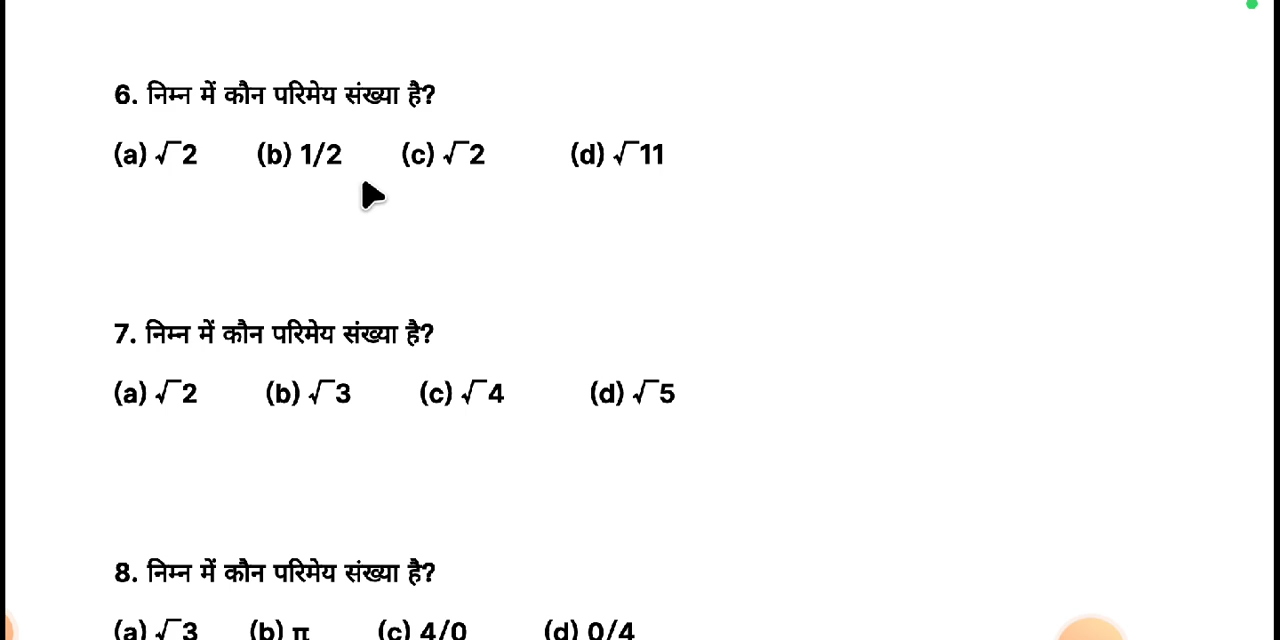 6. निम्न में कौन परिमेय संख्या है?
(a) √2 (b) 1/2 (c) √2 (d) √11
7. निम्न में कौन परिमेय संख्या है?
(a) √2 (b) √3 (c) √4 (d) √5
8. निम्न में कौन परिमेय संख्या है?
(a) √3 (b) π (c) 4/0 (d) 0/4